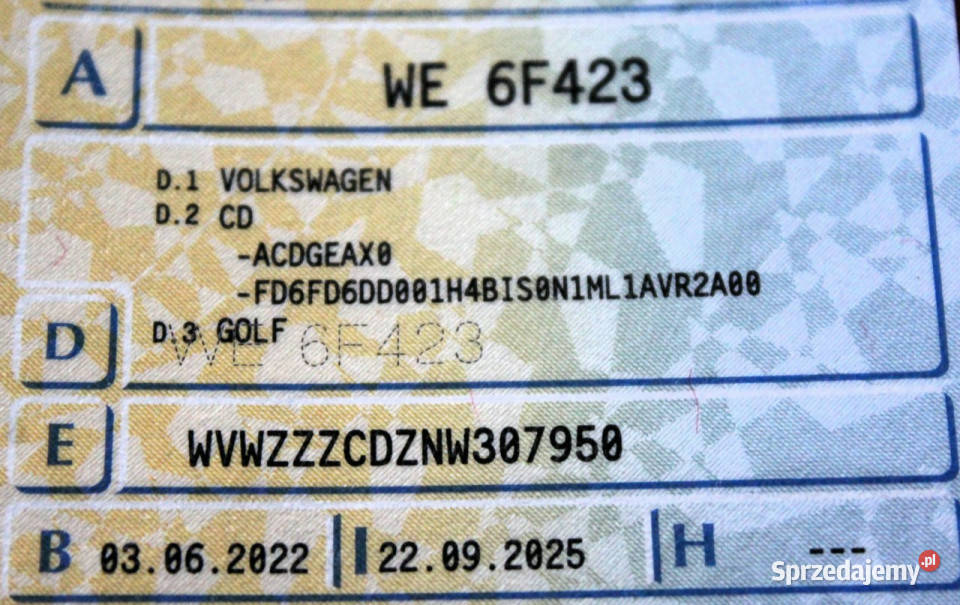 A WE 6F423
D.1 VOLKSWAGEN
D.2 CD
-ACDGEAX0
-FD6FD6DD001H4BIS0N1ML1AVR2A00
D D.3 GOLF
WE 6F423
E WVWZZZCDZNW307950
B 03.06.2022 I 22.09.2025 H ---
Sprzedajemy.pl